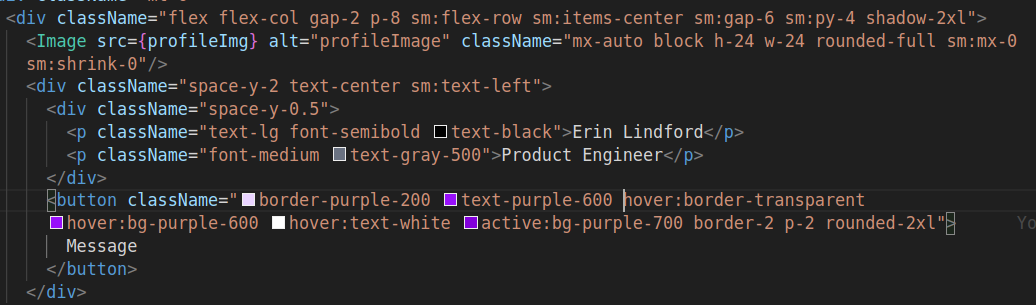 <div className="flex flex-col gap-2 p-8 sm:flex-row sm:items-center sm:gap-6 sm:py-4 shadow-2xl">
<Image src={profileImg} alt="profileImage" className="mx-auto block h-24 w-24 rounded-full sm:mx-0
sm:shrink-0"/>
<div className="space-y-2 text-center sm:text-left">
<div className="space-y-0.5">
<p className="text-lg font-semibold text-black">Erin Lindford</p>
<p className="font-medium text-gray-500">Product Engineer</p>
</div>
<button className="border-purple-200 text-purple-600 hover:border-transparent
hover:bg-purple-600 hover:text-white active:bg-purple-700 border-2 p-2 rounded-2xl"> Yo
Message
</button>
</div>